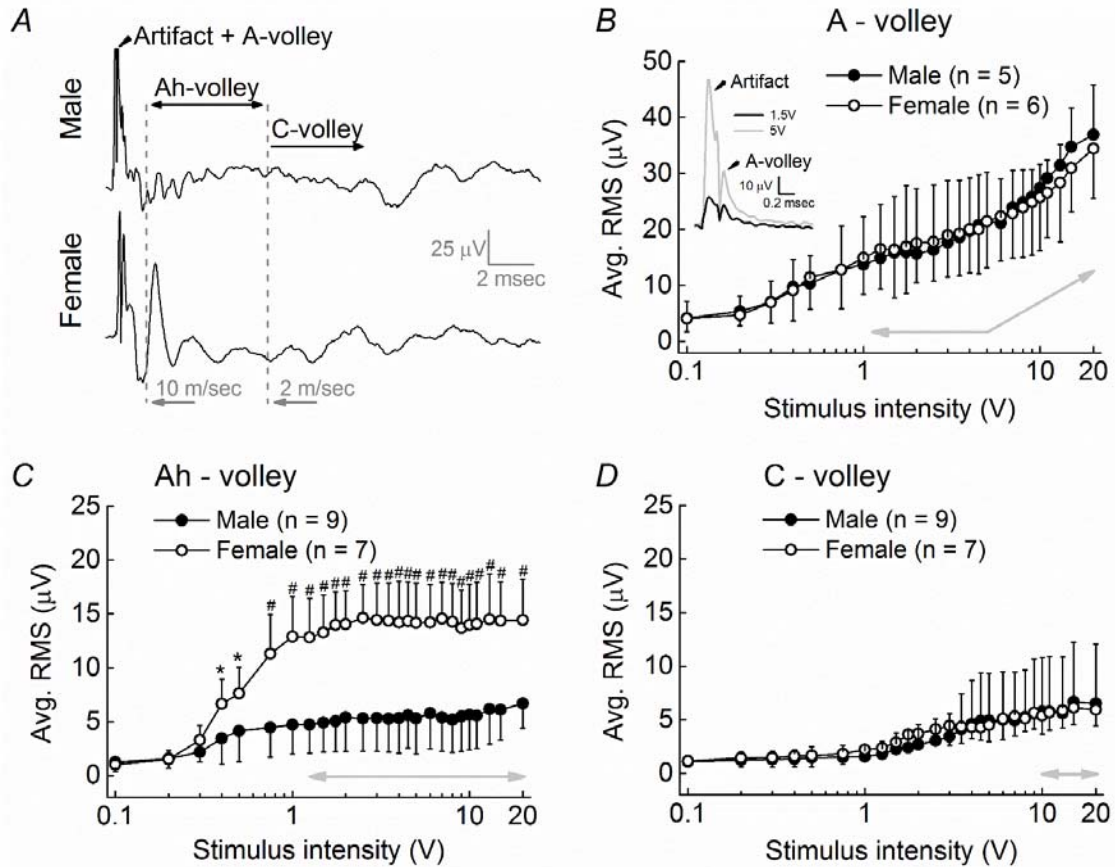 A
Artifact + A-volley
Ah-volley
C-volley
Male
Female
25 µV
2 msec
10 m/sec
2 m/sec
B
A - volley
Male (n = 5)
Female (n = 6)
Artifact
1.5V
5V
A-volley
10 µV
0.2 msec
Avg. RMS (µV)
50
40
30
20
10
0
0.1
1
10
20
Stimulus intensity (V)
C
Ah - volley
Male (n = 9)
Female (n = 7)
Avg. RMS (µV)
25
20
15
10
5
0
* * # # # # # # # # # # # # # # # # # # #
0.1
1
10
20
Stimulus intensity (V)
D
C - volley
Male (n = 9)
Female (n = 7)
Avg. RMS (µV)
25
20
15
10
5
0
0.1
1
10
20
Stimulus intensity (V)